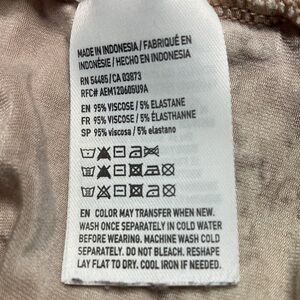 MADE IN INDONESIA / FABRIQUÉ EN
INDONÉSIE / HECHO EN INDONESIA
RN 54485 / CA 03873
RFC# AEM120605U9A
EN 95% VISCOSE / 5% ELASTANE
FR 95% VISCOSE / 5% ÉLASTHANNE
SP 95% viscosa / 5% elastano
EN COLOR MAY TRANSFER WHEN NEW.
WASH ONCE SEPARATELY IN COLD WATER
BEFORE WEARING. MACHINE WASH COLD
SEPARATELY. DO NOT BLEACH. RESHAPE
LAY FLAT TO DRY. COOL IRON IF NEEDED.